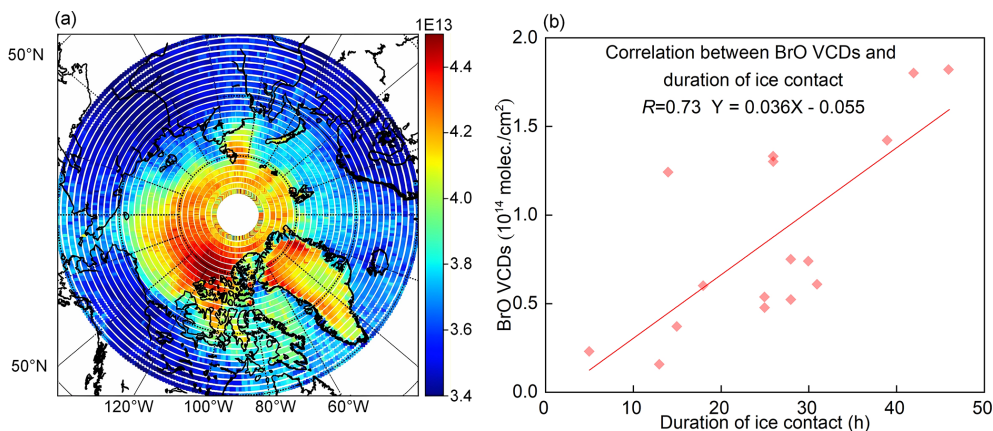 (a)
1E13
50°N
50°N
120°W
100°W
80°W
60°W
4.4
4.3
4.2
4.0
3.8
3.6
3.4
(b)
Correlation between BrO VCDs and
duration of ice contact
R=0.73 Y = 0.036X - 0.055
BrO VCDs (10¹⁴ molec./cm²)
2.0
1.5
1.0
0.5
0.0
0
10
20
30
40
50
Duration of ice contact (h)